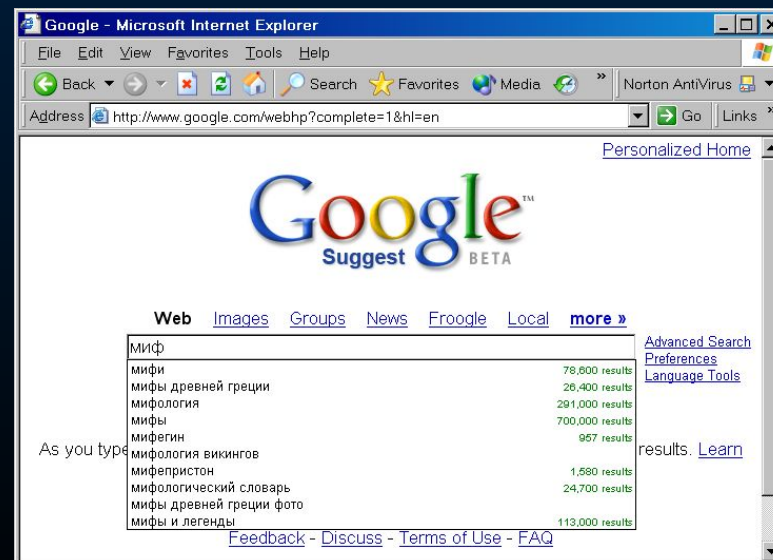 Google - Microsoft Internet Explorer
File Edit View Favorites Tools Help
Back Search Favorites Media » Norton AntiVirus
Address http://www.google.com/webhp?complete=1&hl=en Go Links »
Personalized Home
Google™
Suggest BETA
Web Images Groups News Froogle Local more »
миф
Advanced Search
Preferences
Language Tools
мифи 78,600 results
мифы древней греции 26,400 results
мифология 291,000 results
мифы 700,000 results
мифегин 957 results
As you type results. Learn
мифология викингов
мифепристон 1,580 results
мифологический словарь 24,700 results
мифы древней греции фото
мифы и легенды 113,000 results
Feedback - Discuss - Terms of Use - FAQ